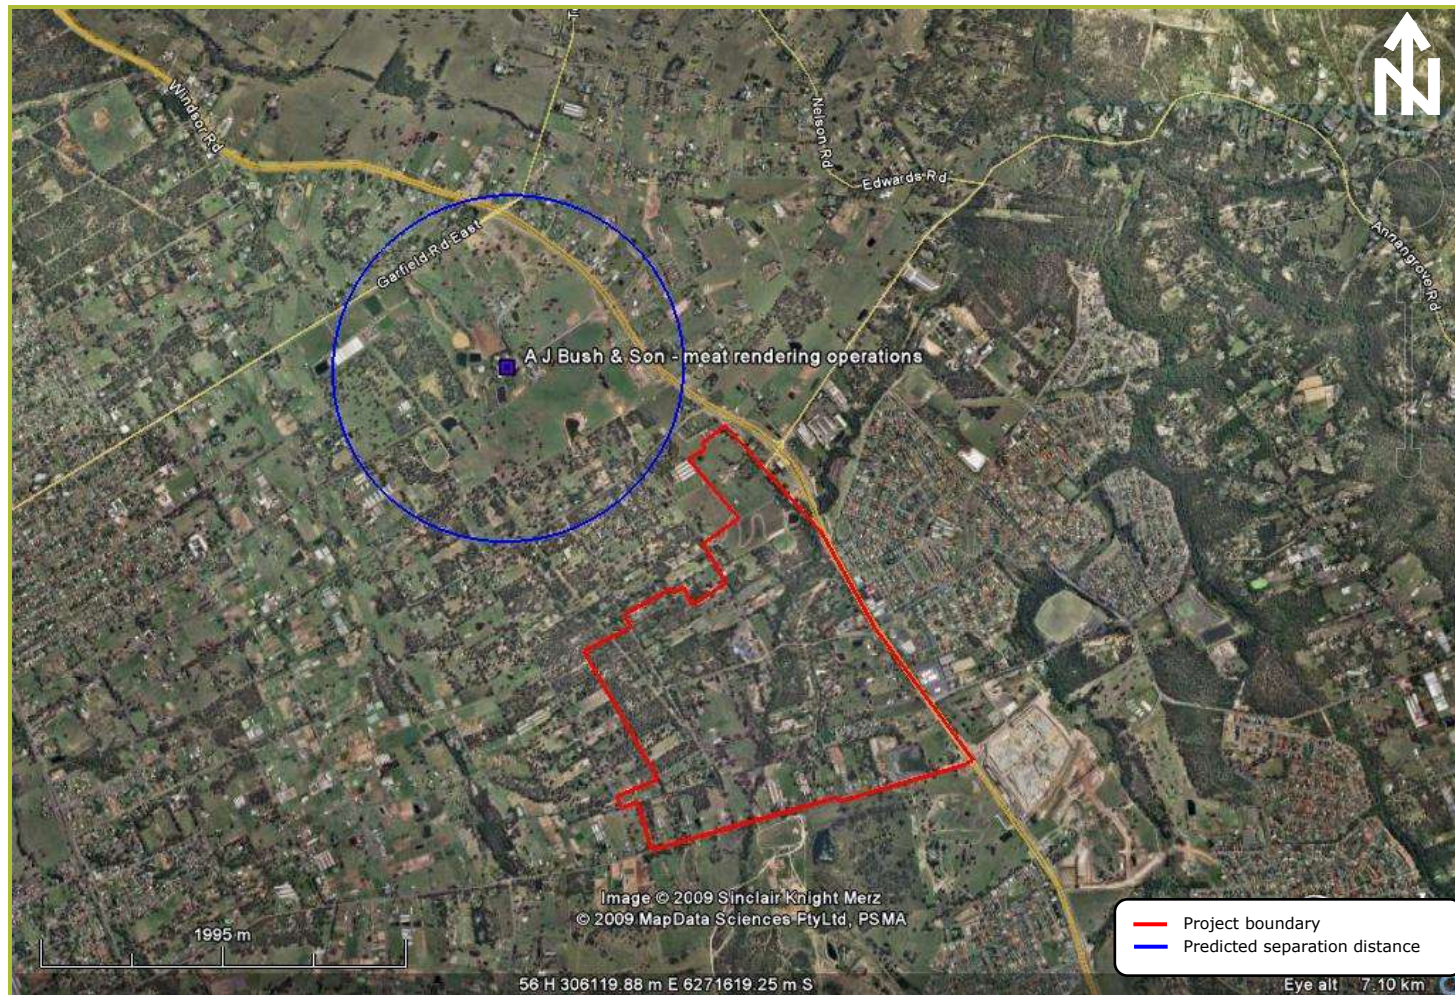 N
Windsor Rd
Nelson Rd
Edwards Rd
Annangrove Rd
Garfield Rd East
A J Bush & Son - meat rendering operations
Image © 2009 Sinclair Knight Merz
© 2009 MapData Sciences PtyLtd, PSMA
1995 m
Project boundary
Predicted separation distance
56 H 306119.88 m E 6271619.25 m S
Eye alt 7.10 km